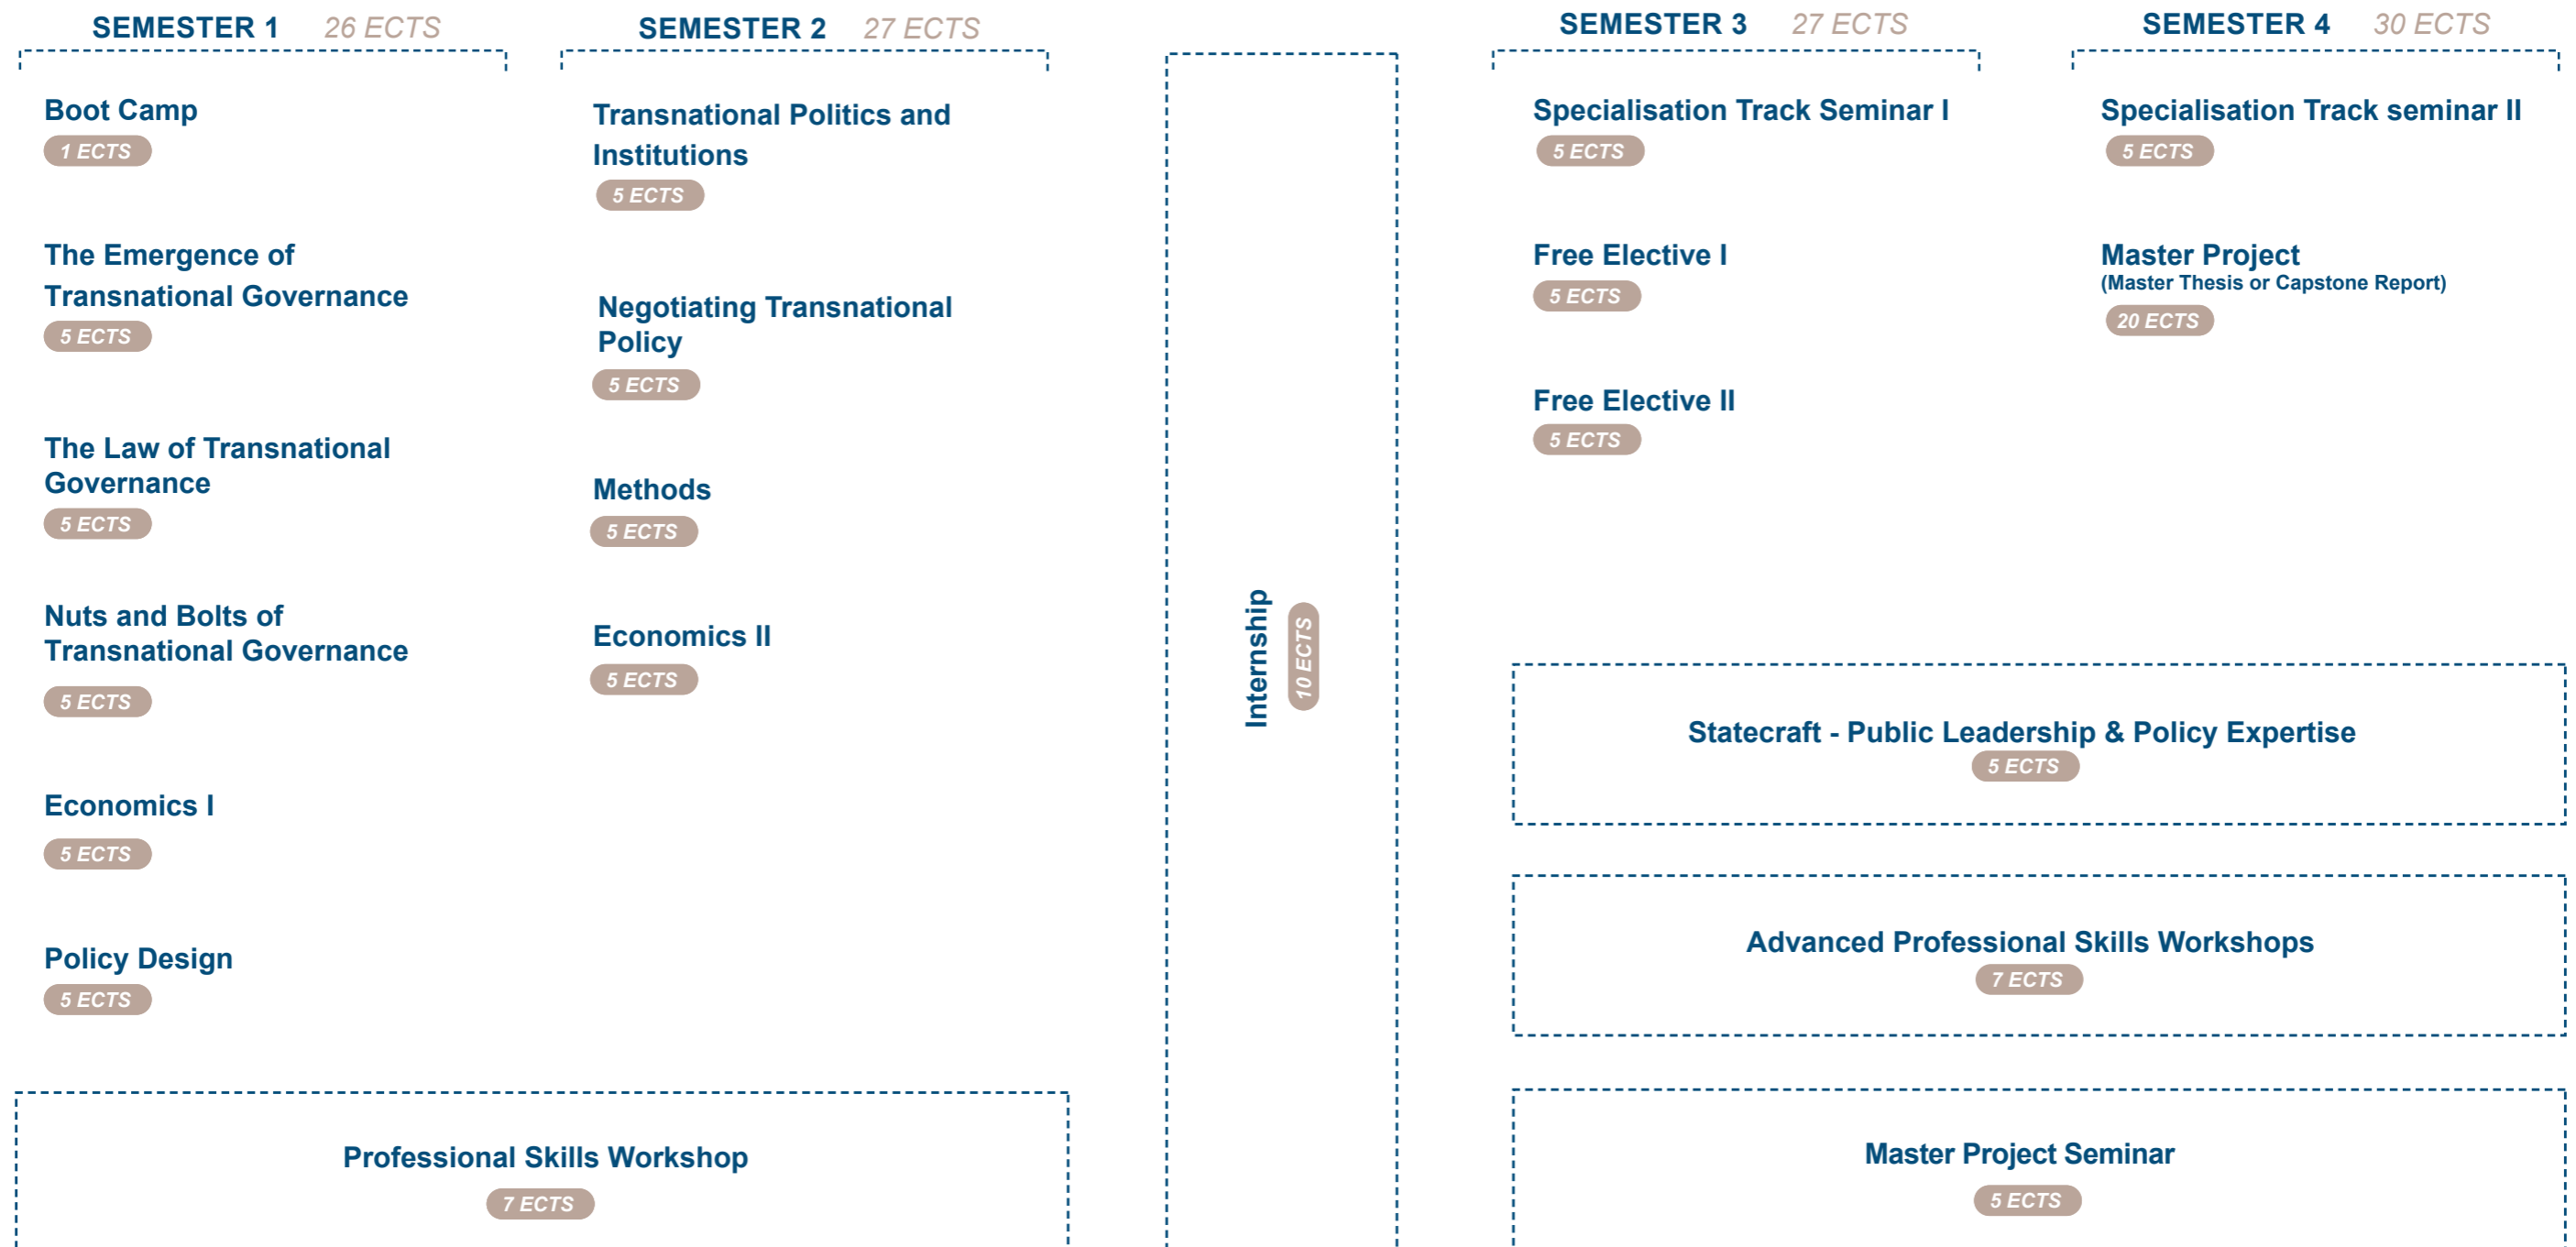 SEMESTER 1 26 ECTS
Boot Camp
1 ECTS
The Emergence of
Transnational Governance
5 ECTS
The Law of Transnational
Governance
5 ECTS
Nuts and Bolts of
Transnational Governance
5 ECTS
Economics I
5 ECTS
Policy Design
5 ECTS
SEMESTER 2 27 ECTS
Transnational Politics and
Institutions
5 ECTS
Negotiating Transnational
Policy
5 ECTS
Methods
5 ECTS
Economics II
5 ECTS
Professional Skills Workshop
7 ECTS
Internship
10 ECTS
SEMESTER 3 27 ECTS
Specialisation Track Seminar I
5 ECTS
Free Elective I
5 ECTS
Free Elective II
5 ECTS
SEMESTER 4 30 ECTS
Specialisation Track seminar II
5 ECTS
Master Project
(Master Thesis or Capstone Report)
20 ECTS
Statecraft - Public Leadership & Policy Expertise
5 ECTS
Advanced Professional Skills Workshops
7 ECTS
Master Project Seminar
5 ECTS